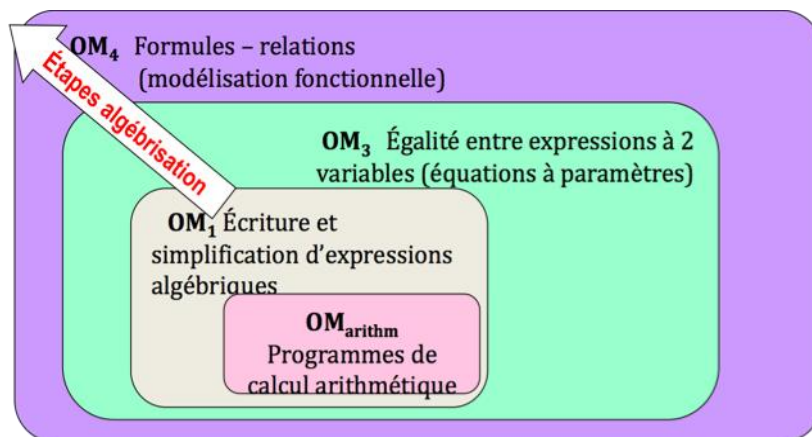 OM₄ Formules – relations
(modélisation fonctionnelle)
Étapes algébrisation
OM₃ Égalité entre expressions à 2
variables (équations à paramètres)
OM₁ Écriture et
simplification d’expressions
algébriques
OMarithm
Programmes de
calcul arithmétique